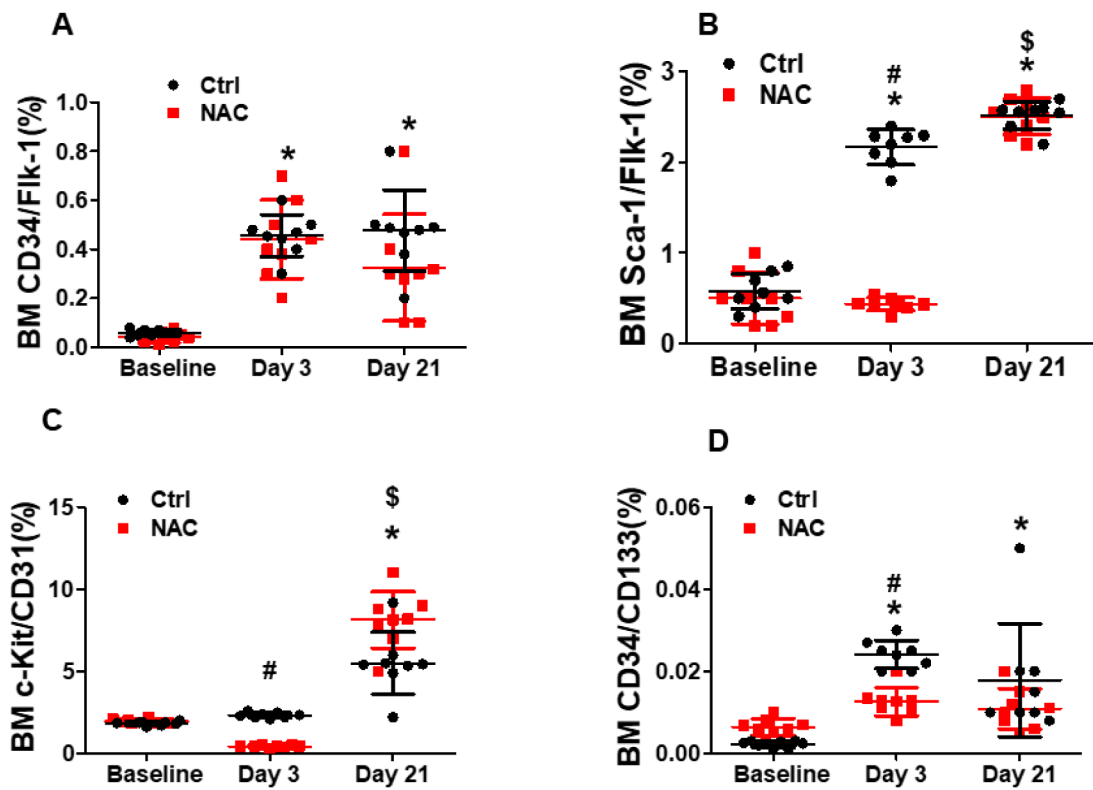 A
Ctrl
NAC
BM CD34/Flk-1(%)
1.0
0.8
0.6
0.4
0.2
0.0
*
*
Baseline Day 3 Day 21
B
Ctrl
NAC
BM Sca-1/Flk-1(%)
3
2
1
0
#
*
$
*
Baseline Day 3 Day 21
C
Ctrl
NAC
BM c-Kit/CD31(%)
15
10
5
0
#
$
*
Baseline Day 3 Day 21
D
Ctrl
NAC
BM CD34/CD133(%)
0.06
0.04
0.02
0.00
#
*
*
Baseline Day 3 Day 21